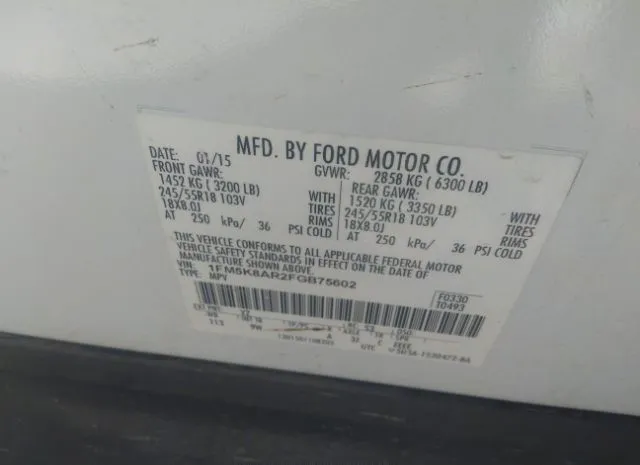 MFD. BY FORD MOTOR CO.
DATE: 01/15 GVWR: 2858 KG ( 6300 LB)
FRONT GAWR: REAR GAWR:
1452 KG ( 3200 LB) WITH 1520 KG ( 3350 LB) WITH
245/55R18 103V TIRES 245/55R18 103V TIRES
18X8.0J RIMS 18X8.0J RIMS
AT 250 kPa/ 36 PSI COLD AT 250 kPa/ 36 PSI COLD
THIS VEHICLE CONFORMS TO ALL APPLICABLE FEDERAL MOTOR
VEHICLE SAFETY STANDARDS IN EFFECT ON THE DATE OF
MANUFACTURE SHOWN ABOVE.
VIN: 1FM5K8AR2FGB75602
TYPE: MPV F0330
T0493
EXT PNT: YZ